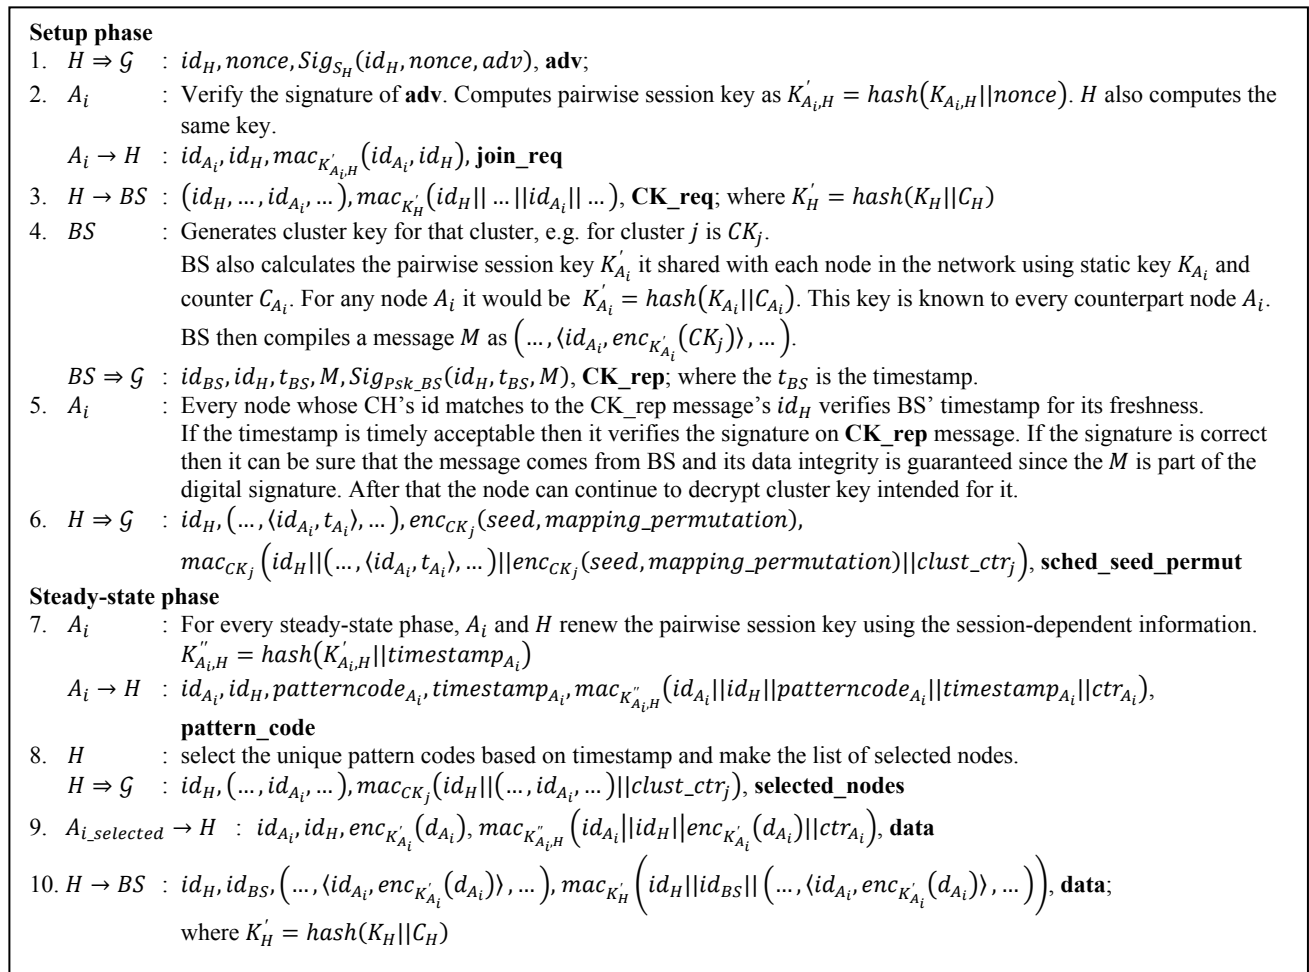 Setup phase
1. H ⇒ 𝒢 : id_H, nonce, Sig_{S_H}(id_H, nonce, adv), adv;
2. A_i : Verify the signature of adv. Computes pairwise session key as K'_{A_i,H} = hash(K_{A_i,H}||nonce). H also computes the
same key.
A_i → H : id_{A_i}, id_H, mac_{K'_{A_i,H}}(id_{A_i}, id_H), join_req
3. H → BS : (id_H, …, id_{A_i}, …), mac_{K'_H}(id_H|| … ||id_{A_i}|| …), CK_req; where K'_H = hash(K_H||C_H)
4. BS : Generates cluster key for that cluster, e.g. for cluster j is CK_j.
BS also calculates the pairwise session key K'_{A_i} it shared with each node in the network using static key K_{A_i} and
counter C_{A_i}. For any node A_i it would be K'_{A_i} = hash(K_{A_i}||C_{A_i}). This key is known to every counterpart node A_i.
BS then compiles a message M as (…, ⟨id_{A_i}, enc_{K'_{A_i}}(CK_j)⟩, …).
BS ⇒ 𝒢 : id_{BS}, id_H, t_{BS}, M, Sig_{Psk_BS}(id_H, t_{BS}, M), CK_rep; where the t_{BS} is the timestamp.
5. A_i : Every node whose CH's id matches to the CK_rep message's id_H verifies BS' timestamp for its freshness.
If the timestamp is timely acceptable then it verifies the signature on CK_rep message. If the signature is correct
then it can be sure that the message comes from BS and its data integrity is guaranteed since the M is part of the
digital signature. After that the node can continue to decrypt cluster key intended for it.
6. H ⇒ 𝒢 : id_H, (…, ⟨id_{A_i}, t_{A_i}⟩, …), enc_{CK_j}(seed, mapping_permutation),
mac_{CK_j}(id_H||(…, ⟨id_{A_i}, t_{A_i}⟩, …)||enc_{CK_j}(seed, mapping_permutation)||clust_ctr_j), sched_seed_permut
Steady-state phase
7. A_i : For every steady-state phase, A_i and H renew the pairwise session key using the session-dependent information.
K''_{A_i,H} = hash(K'_{A_i,H}||timestamp_{A_i})
A_i → H : id_{A_i}, id_H, patterncode_{A_i}, timestamp_{A_i}, mac_{K''_{A_i,H}}(id_{A_i}||id_H||patterncode_{A_i}||timestamp_{A_i}||ctr_{A_i}),
pattern_code
8. H : select the unique pattern codes based on timestamp and make the list of selected nodes.
H ⇒ 𝒢 : id_H, (…, id_{A_i}, …), mac_{CK_j}(id_H||(…, id_{A_i}, …)||clust_ctr_j), selected_nodes
9. A_{i_selected} → H : id_{A_i}, id_H, enc_{K'_{A_i}}(d_{A_i}), mac_{K''_{A_i,H}}(id_{A_i}||id_H||enc_{K'_{A_i}}(d_{A_i})||ctr_{A_i}), data
10. H → BS : id_H, id_{BS}, (…, ⟨id_{A_i}, enc_{K'_{A_i}}(d_{A_i})⟩, …), mac_{K'_H}(id_H||id_{BS}||(…, ⟨id_{A_i}, enc_{K'_{A_i}}(d_{A_i})⟩, …)), data;
where K'_H = hash(K_H||C_H)